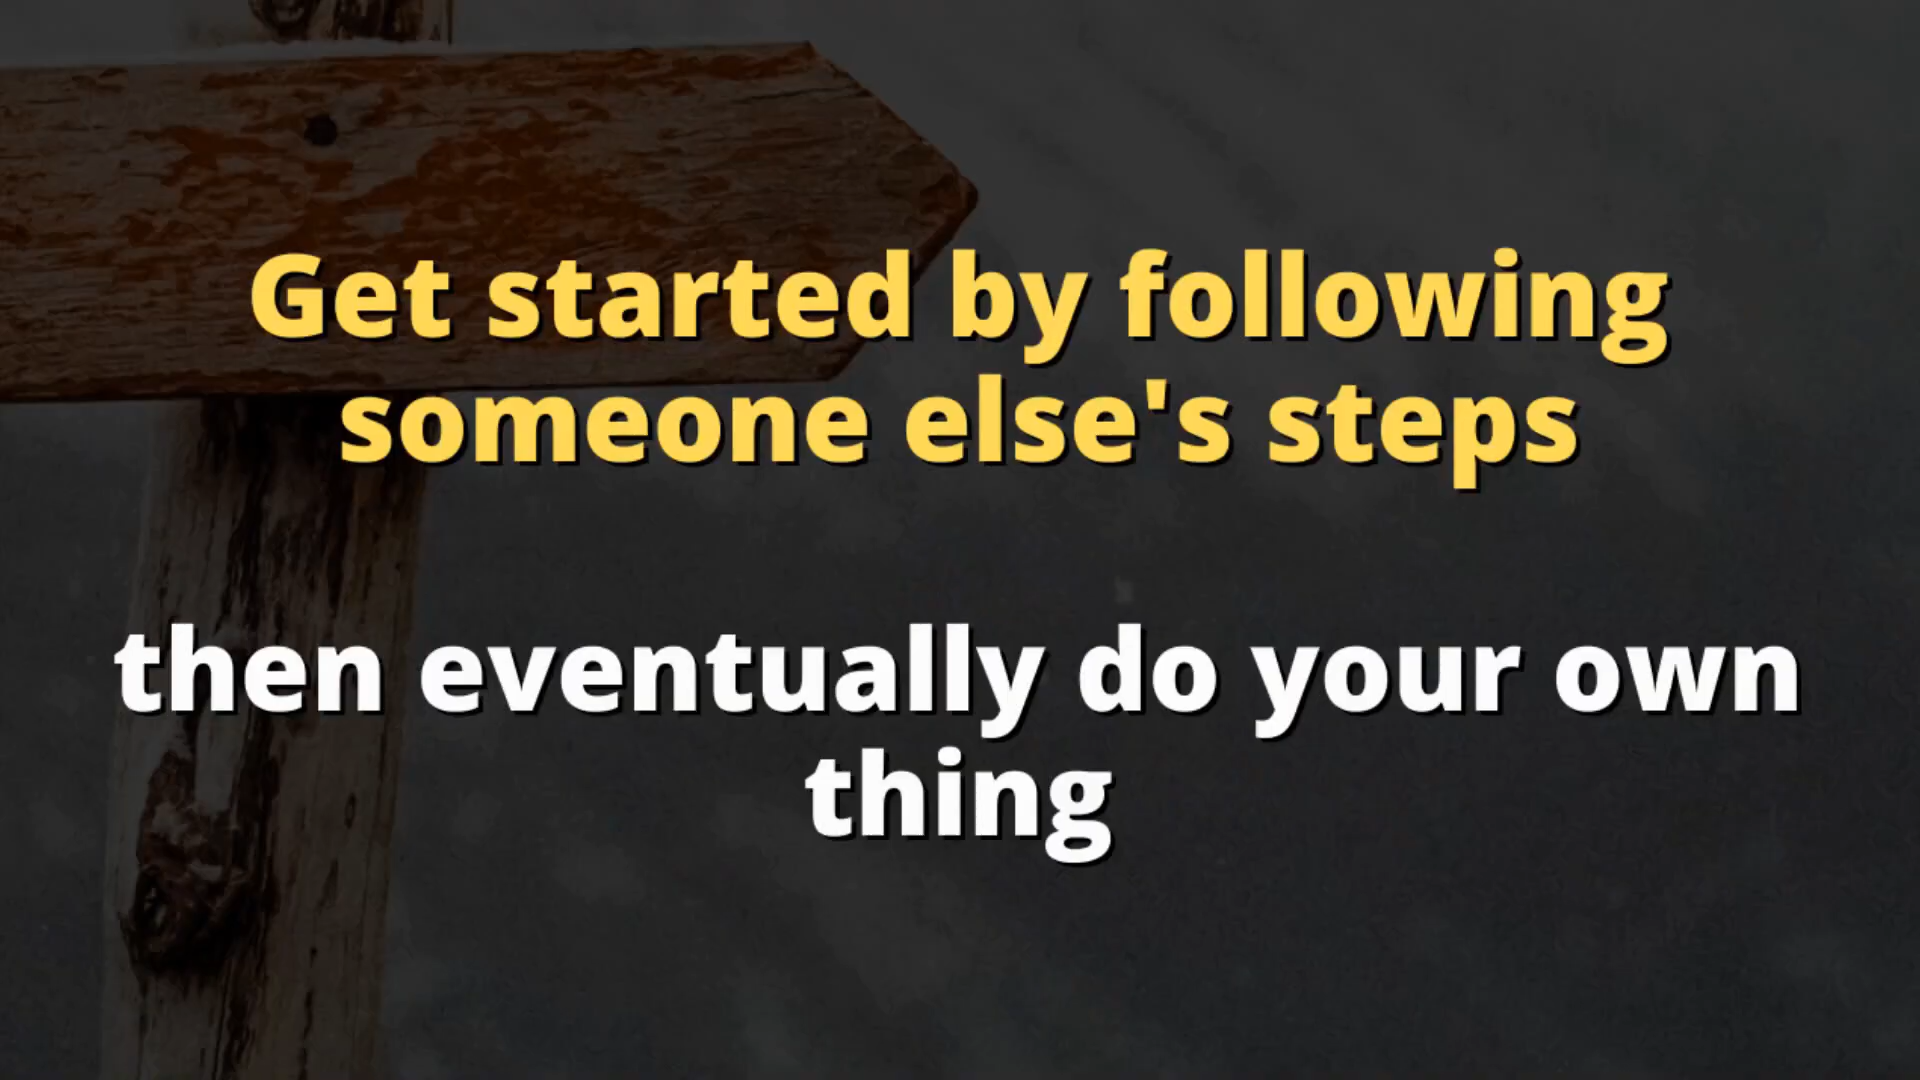 Get started by following
someone else's steps
then eventually do your own
thing